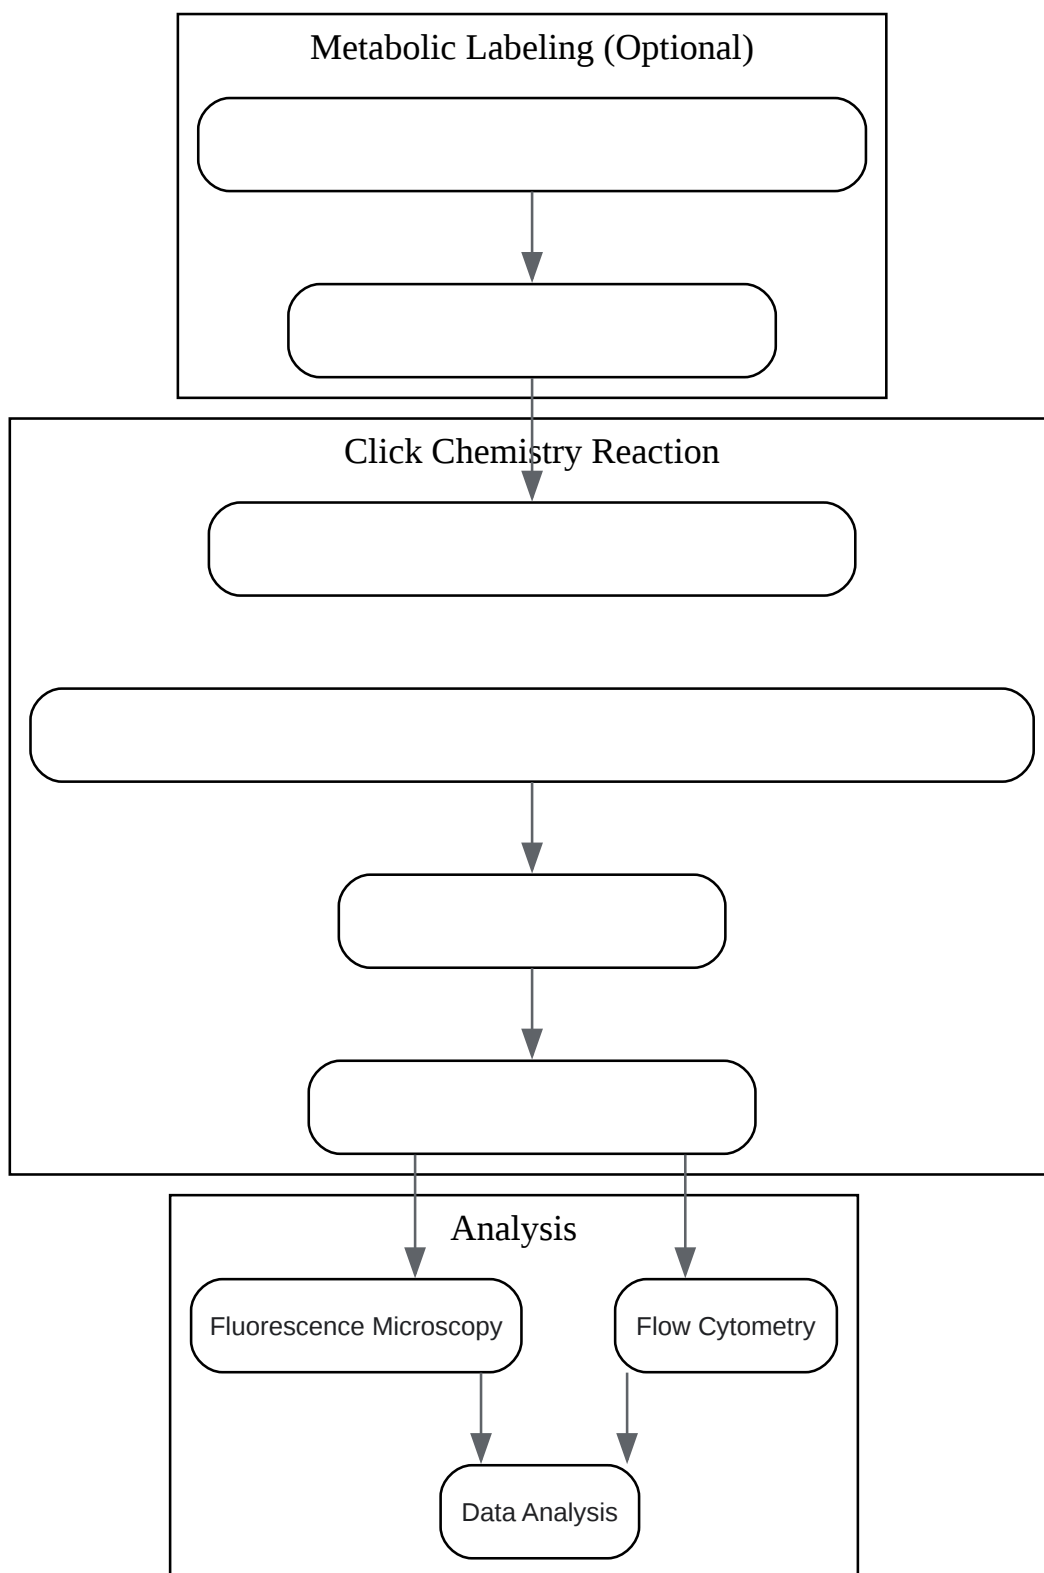 Metabolic Labeling (Optional)
Click Chemistry Reaction
Analysis
Fluorescence Microscopy
Flow Cytometry
Data Analysis